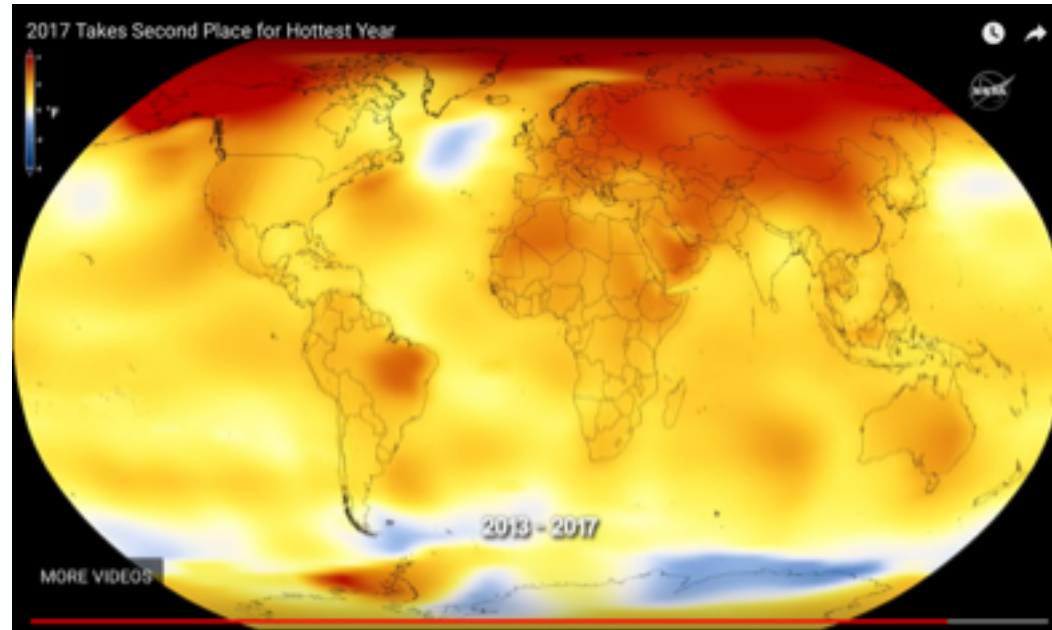 2017 Takes Second Place for Hottest Year
°F
NASA
2013 - 2017
MORE VIDEOS